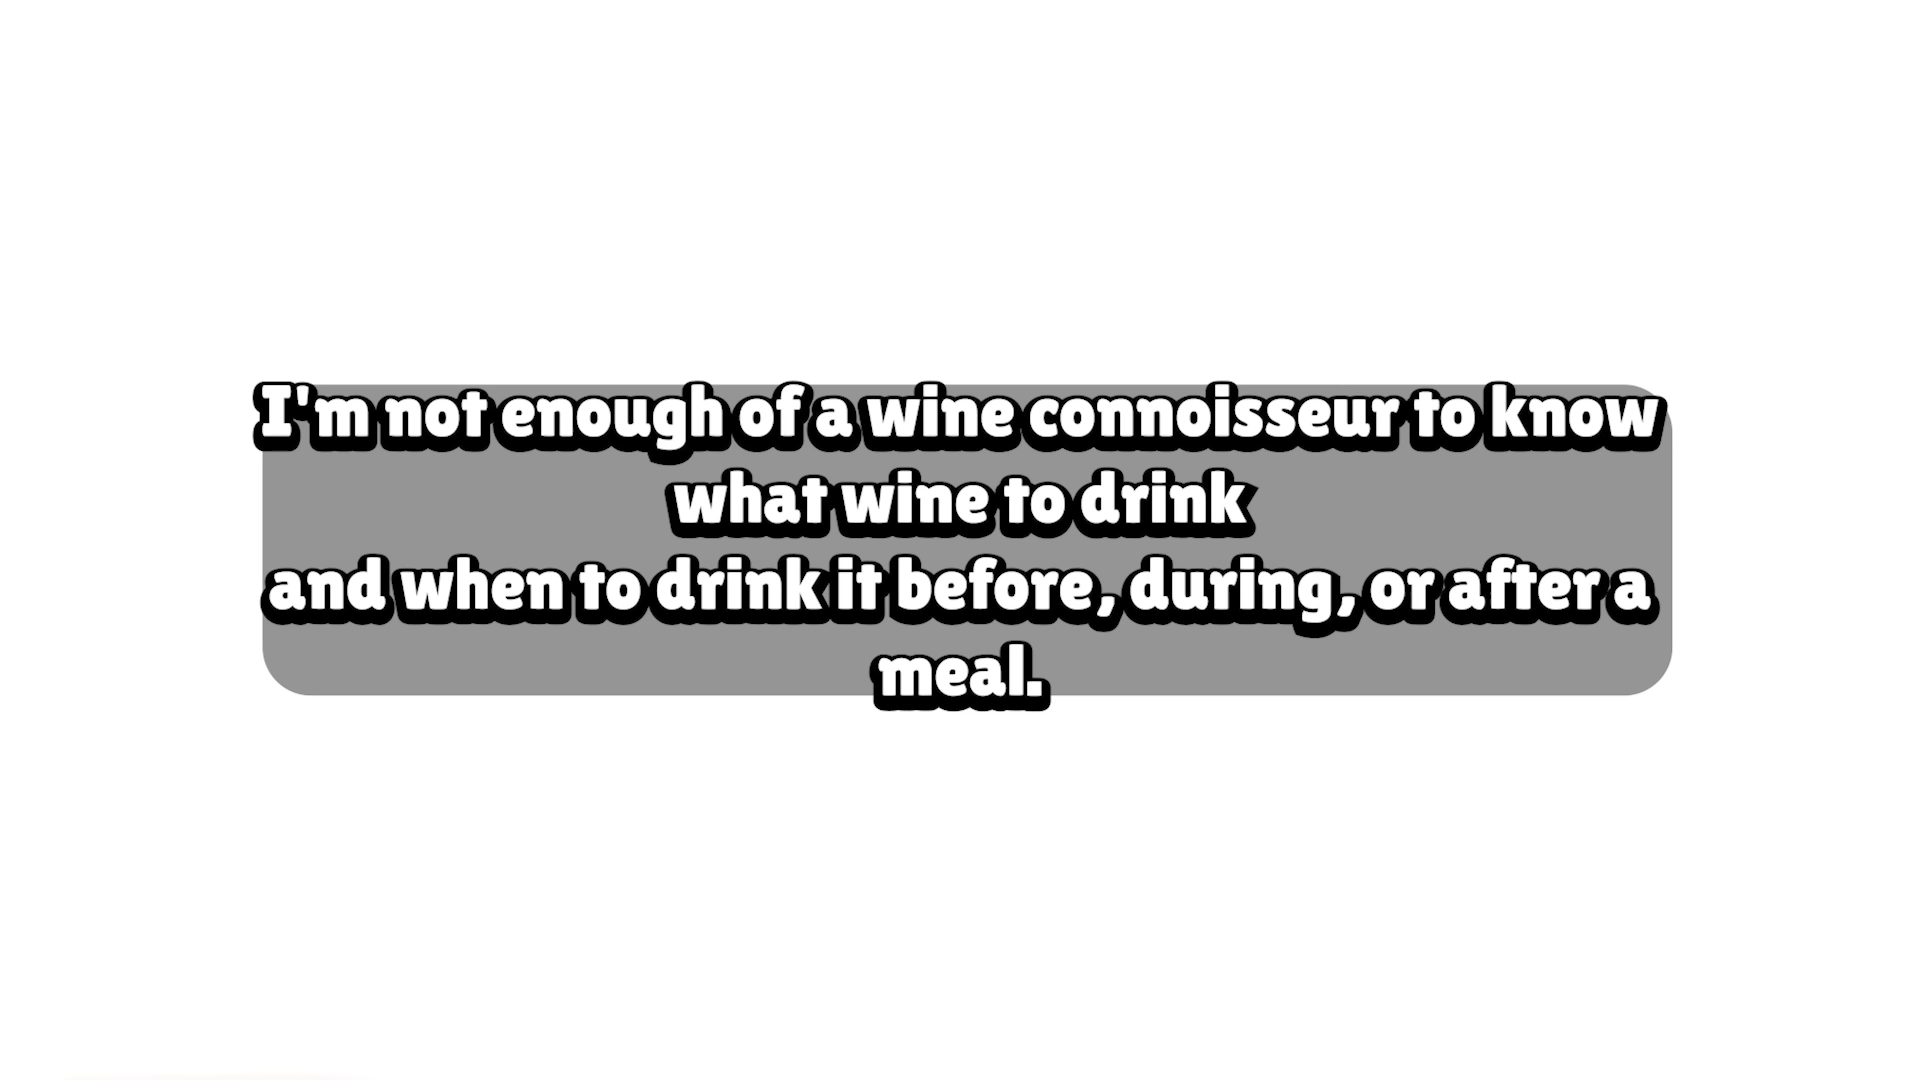 I'm not enough of a wine connoisseur to know
what wine to drink
and when to drink it before, during, or after a
meal.